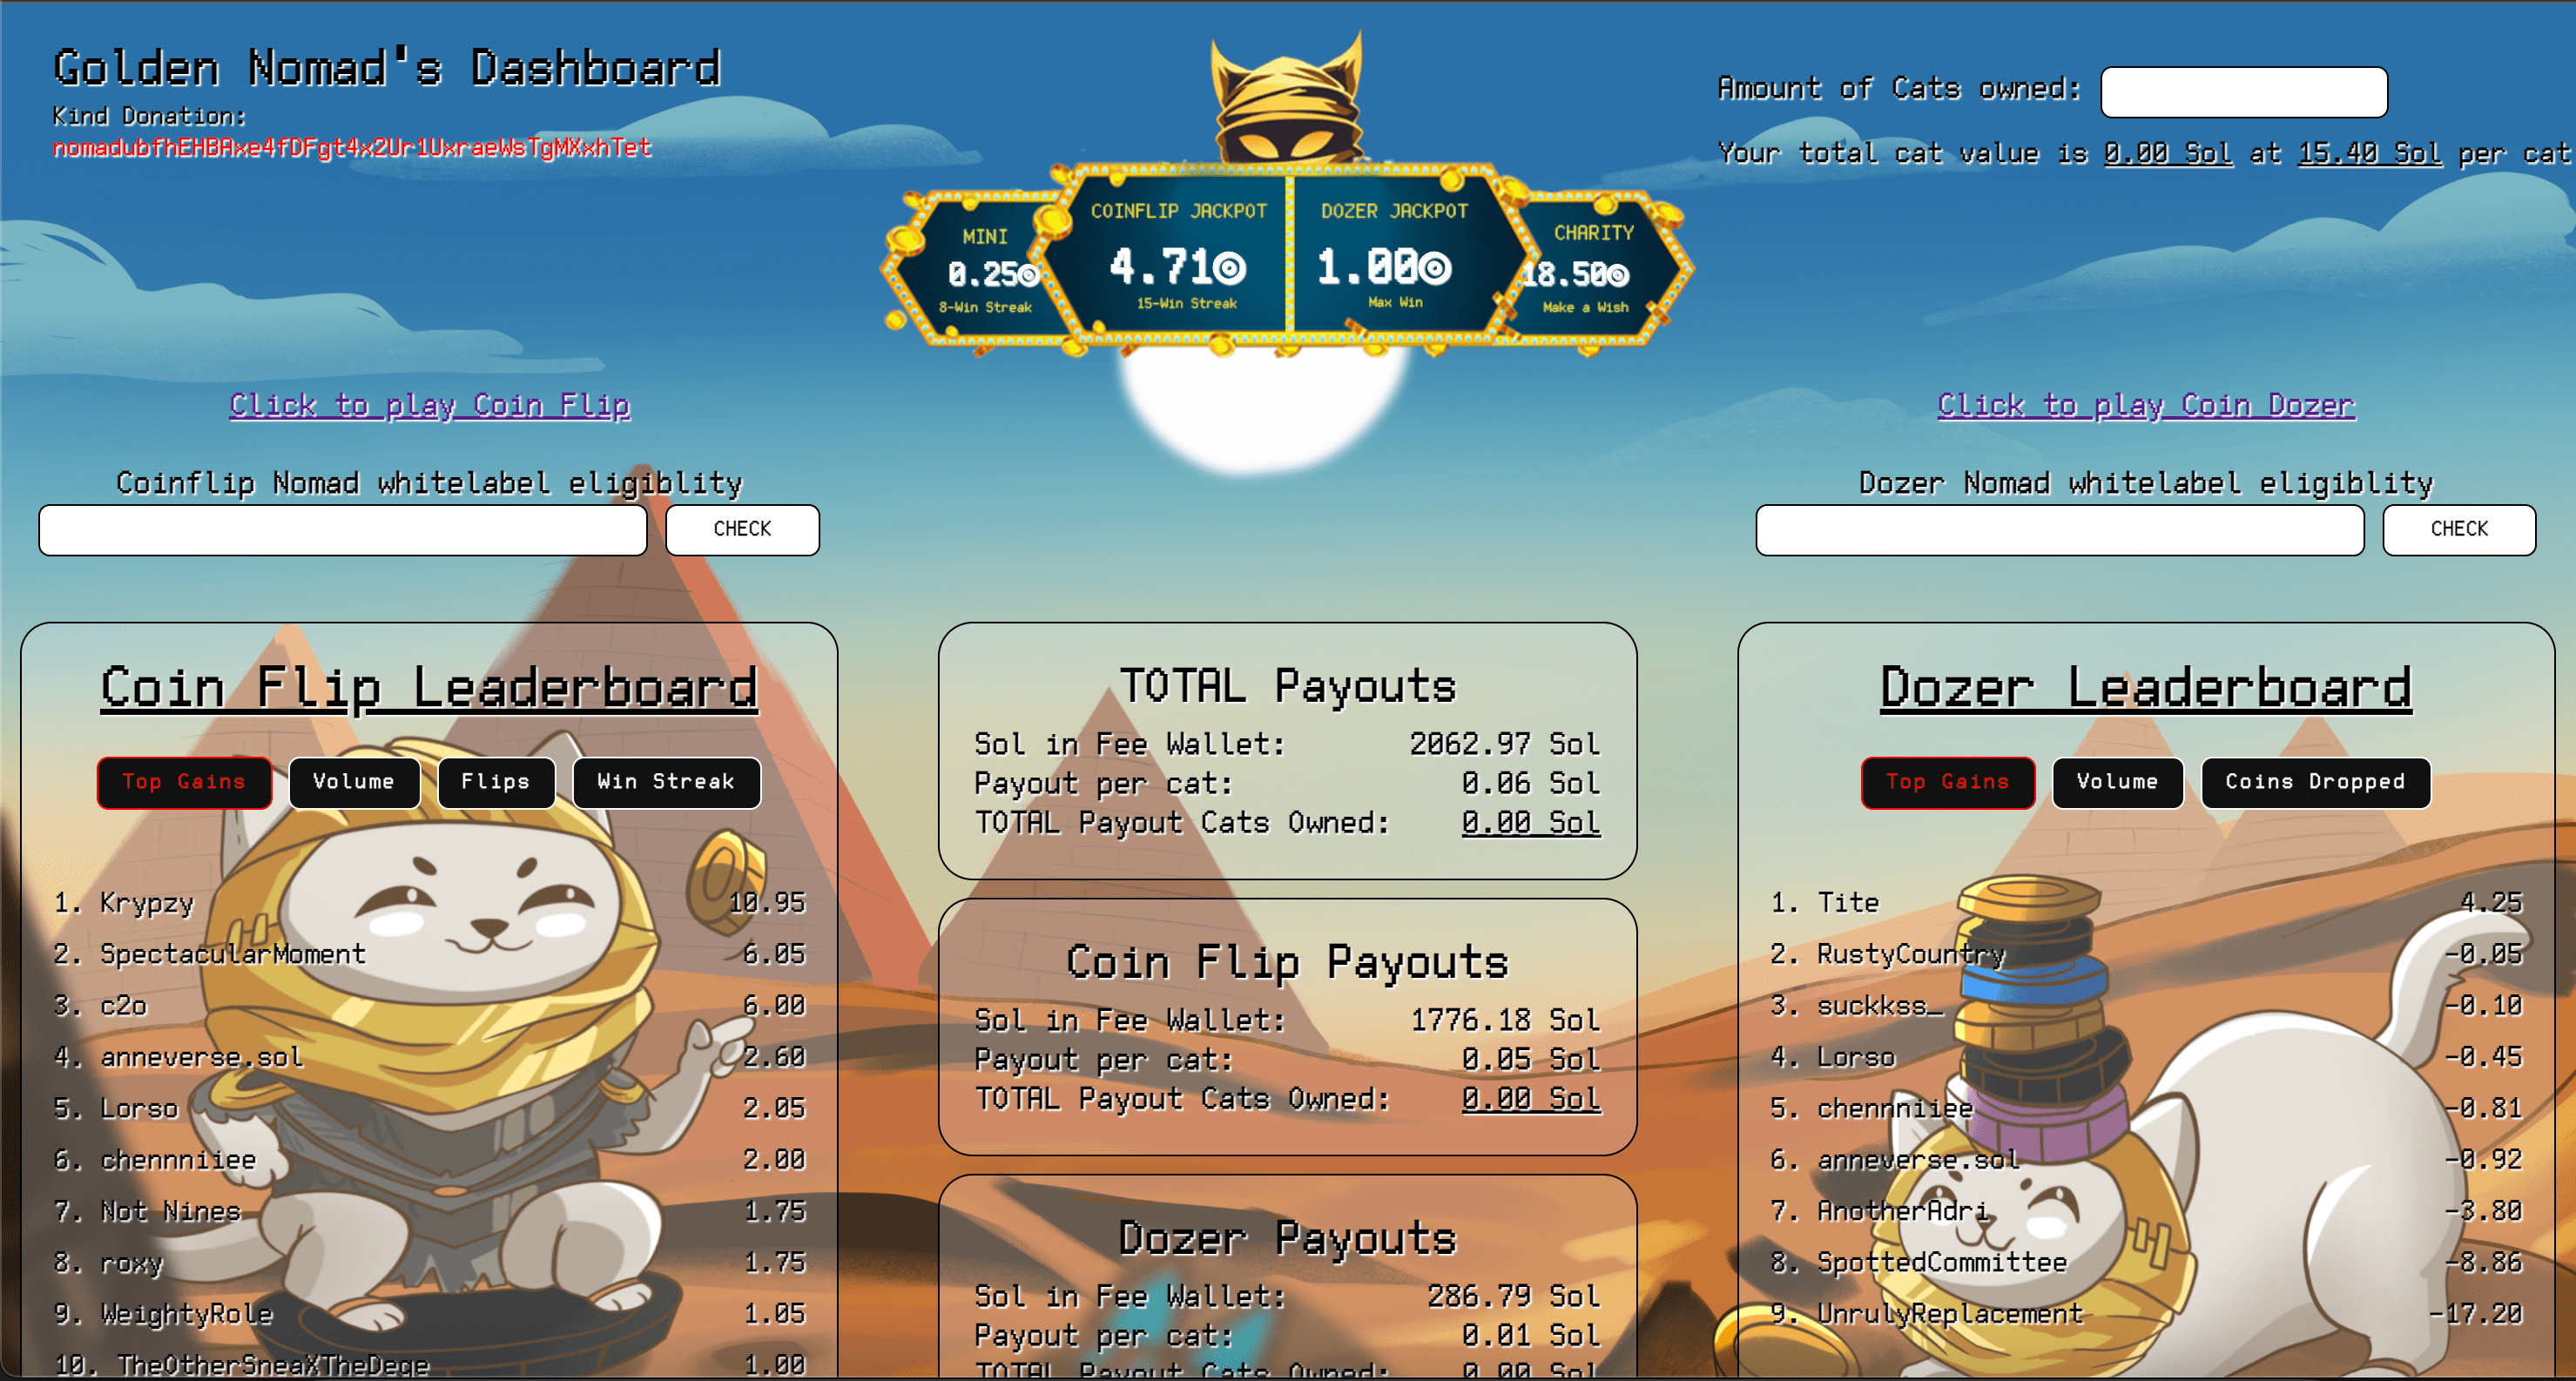 Golden Nomad's Dashboard
Kind Donation:
nomadubfhEHBAxe4fDFgt4x2Ur1UxraeWsTgMXxhTet
Amount of Cats owned:
Your total cat value is 0.00 Sol at 15.40 Sol per cat
MINI
0.25
8-Win Streak
COINFLIP JACKPOT
4.71
15-Win Streak
DOZER JACKPOT
1.00
Max Win
CHARITY
18.50
Make a Wish
Click to play Coin Flip
Coinflip Nomad whitelabel eligiblity
CHECK
Click to play Coin Dozer
Dozer Nomad whitelabel eligiblity
CHECK
Coin Flip Leaderboard
Top Gains Volume Flips Win Streak
1. Krypzy 10.95
2. SpectacularMoment 6.05
3. c2o 6.00
4. anneverse.sol 2.60
5. Lorso 2.05
6. chennniiee 2.00
7. Not Nines 1.75
8. roxy 1.75
9. WeightyRole 1.05
10. TheOtherSneaXTheDege 1.00
TOTAL Payouts
Sol in Fee Wallet: 2062.97 Sol
Payout per cat: 0.06 Sol
TOTAL Payout Cats Owned: 0.00 Sol
Coin Flip Payouts
Sol in Fee Wallet: 1776.18 Sol
Payout per cat: 0.05 Sol
TOTAL Payout Cats Owned: 0.00 Sol
Dozer Payouts
Sol in Fee Wallet: 286.79 Sol
Payout per cat: 0.01 Sol
TOTAL Payout Cats Owned: 0.00 Sol
Dozer Leaderboard
Top Gains Volume Coins Dropped
1. Tite 4.25
2. RustyCountry -0.05
3. suckkss_ -0.10
4. Lorso -0.45
5. chennniiee -0.81
6. anneverse.sol -0.92
7. AnotherAdri -3.80
8. SpottedCommittee -8.86
9. UnrulyReplacement -17.20